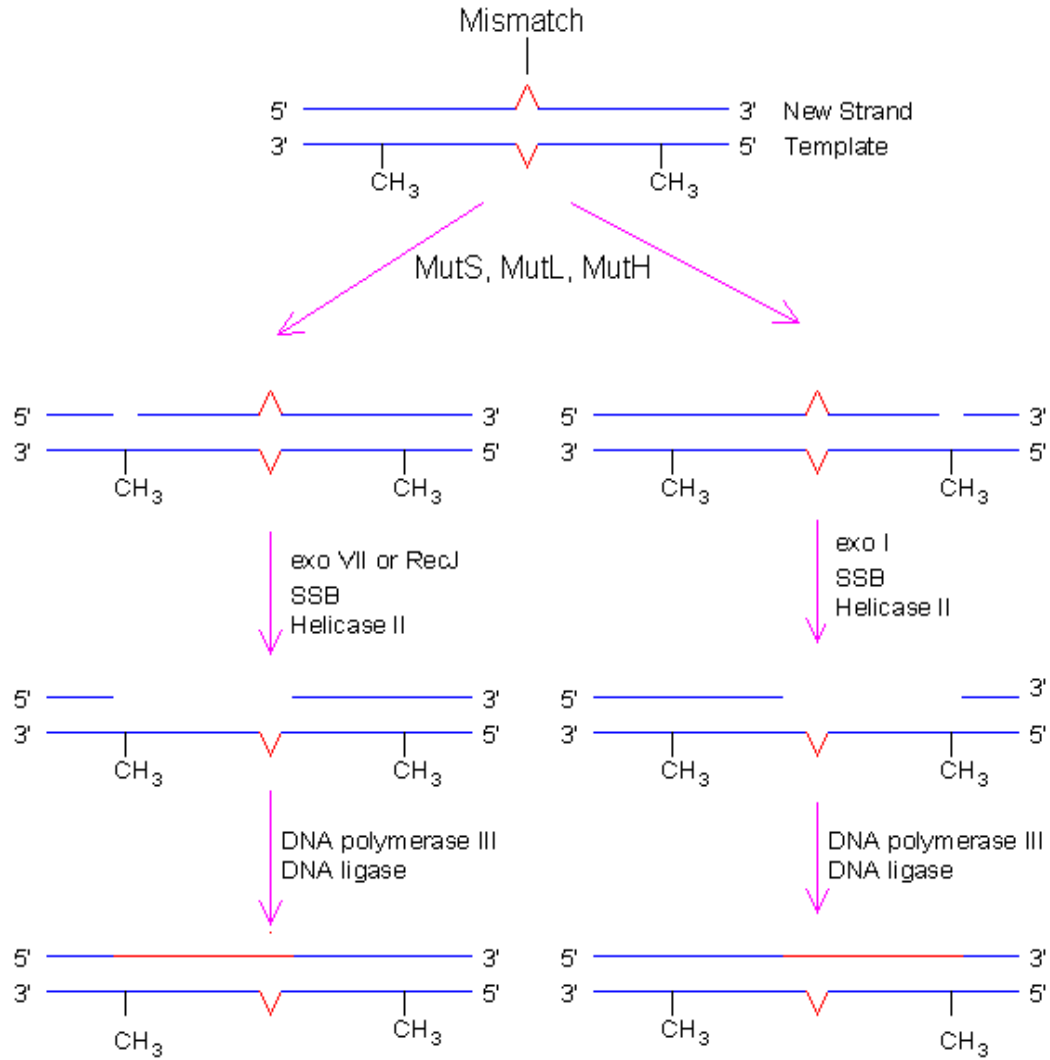 Mismatch
5' 3' New Strand
3' 5' Template
CH3 CH3
MutS, MutL, MutH
5' 3' 5' 3'
3' 5' 3' 5'
CH3 CH3 CH3 CH3
exo VII or RecJ exo I
SSB SSB
Helicase II Helicase II
5' 3' 5' 3'
3' 5' 3' 5'
CH3 CH3 CH3 CH3
DNA polymerase III DNA polymerase III
DNA ligase DNA ligase
5' 3' 5' 3'
3' 5' 3' 5'
CH3 CH3 CH3 CH3